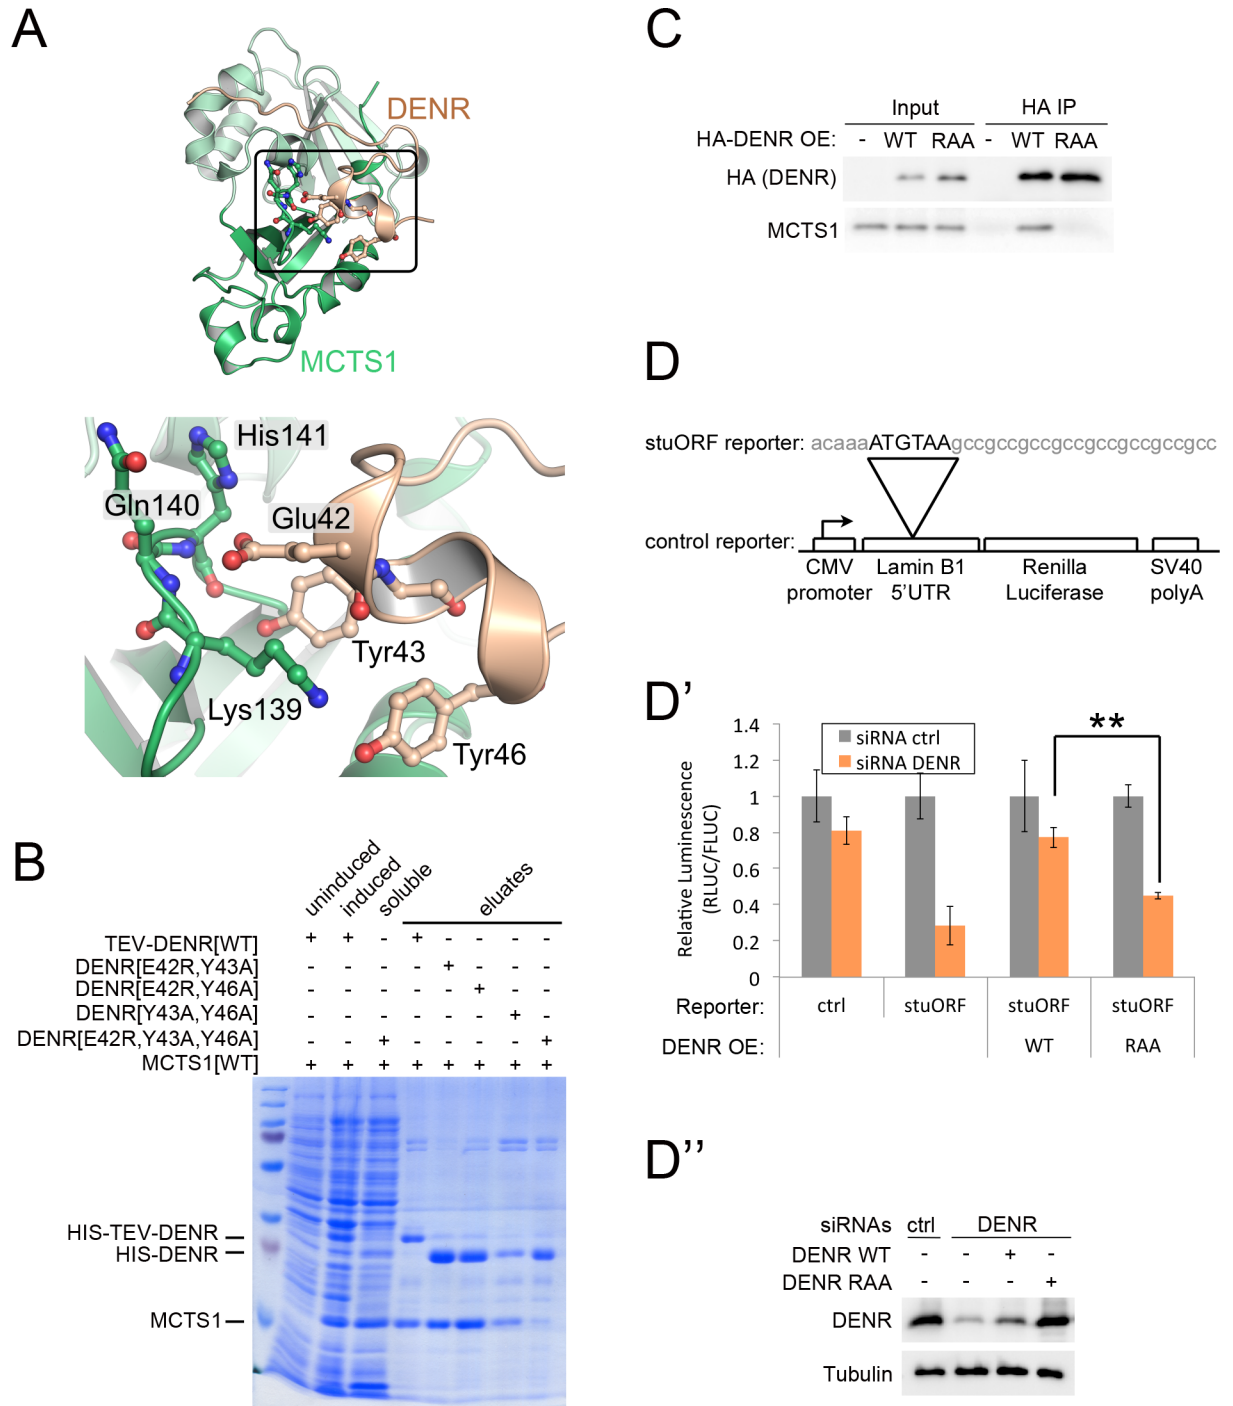 A
DENR
MCTS1
His141
Gln140
Glu42
Tyr43
Lys139
Tyr46
B
uninduced
induced
soluble
eluates
TEV-DENR[WT] + + - + - - - -
DENR[E42R,Y43A] - - - - + - - -
DENR[E42R,Y46A] - - - - - + - -
DENR[Y43A,Y46A] - - - - - - + -
DENR[E42R,Y43A,Y46A] - - + - - - - +
MCTS1[WT] + + + + + + + +
HIS-TEV-DENR
HIS-DENR
MCTS1
C
Input HA IP
HA-DENR OE: - WT RAA - WT RAA
HA (DENR)
MCTS1
D
stuORF reporter: acaaaATGTAAgccgccgccgccgccgccgccgcc
control reporter:
CMV promoter
Lamin B1 5'UTR
Renilla Luciferase
SV40 polyA
D'
siRNA ctrl
siRNA DENR
**
Relative Luminescence
(RLUC/FLUC)
1.4
1.2
1
0.8
0.6
0.4
0.2
0
Reporter: ctrl stuORF stuORF stuORF
DENR OE: WT RAA
D''
siRNAs ctrl DENR
DENR WT - - + -
DENR RAA - - - +
DENR
Tubulin